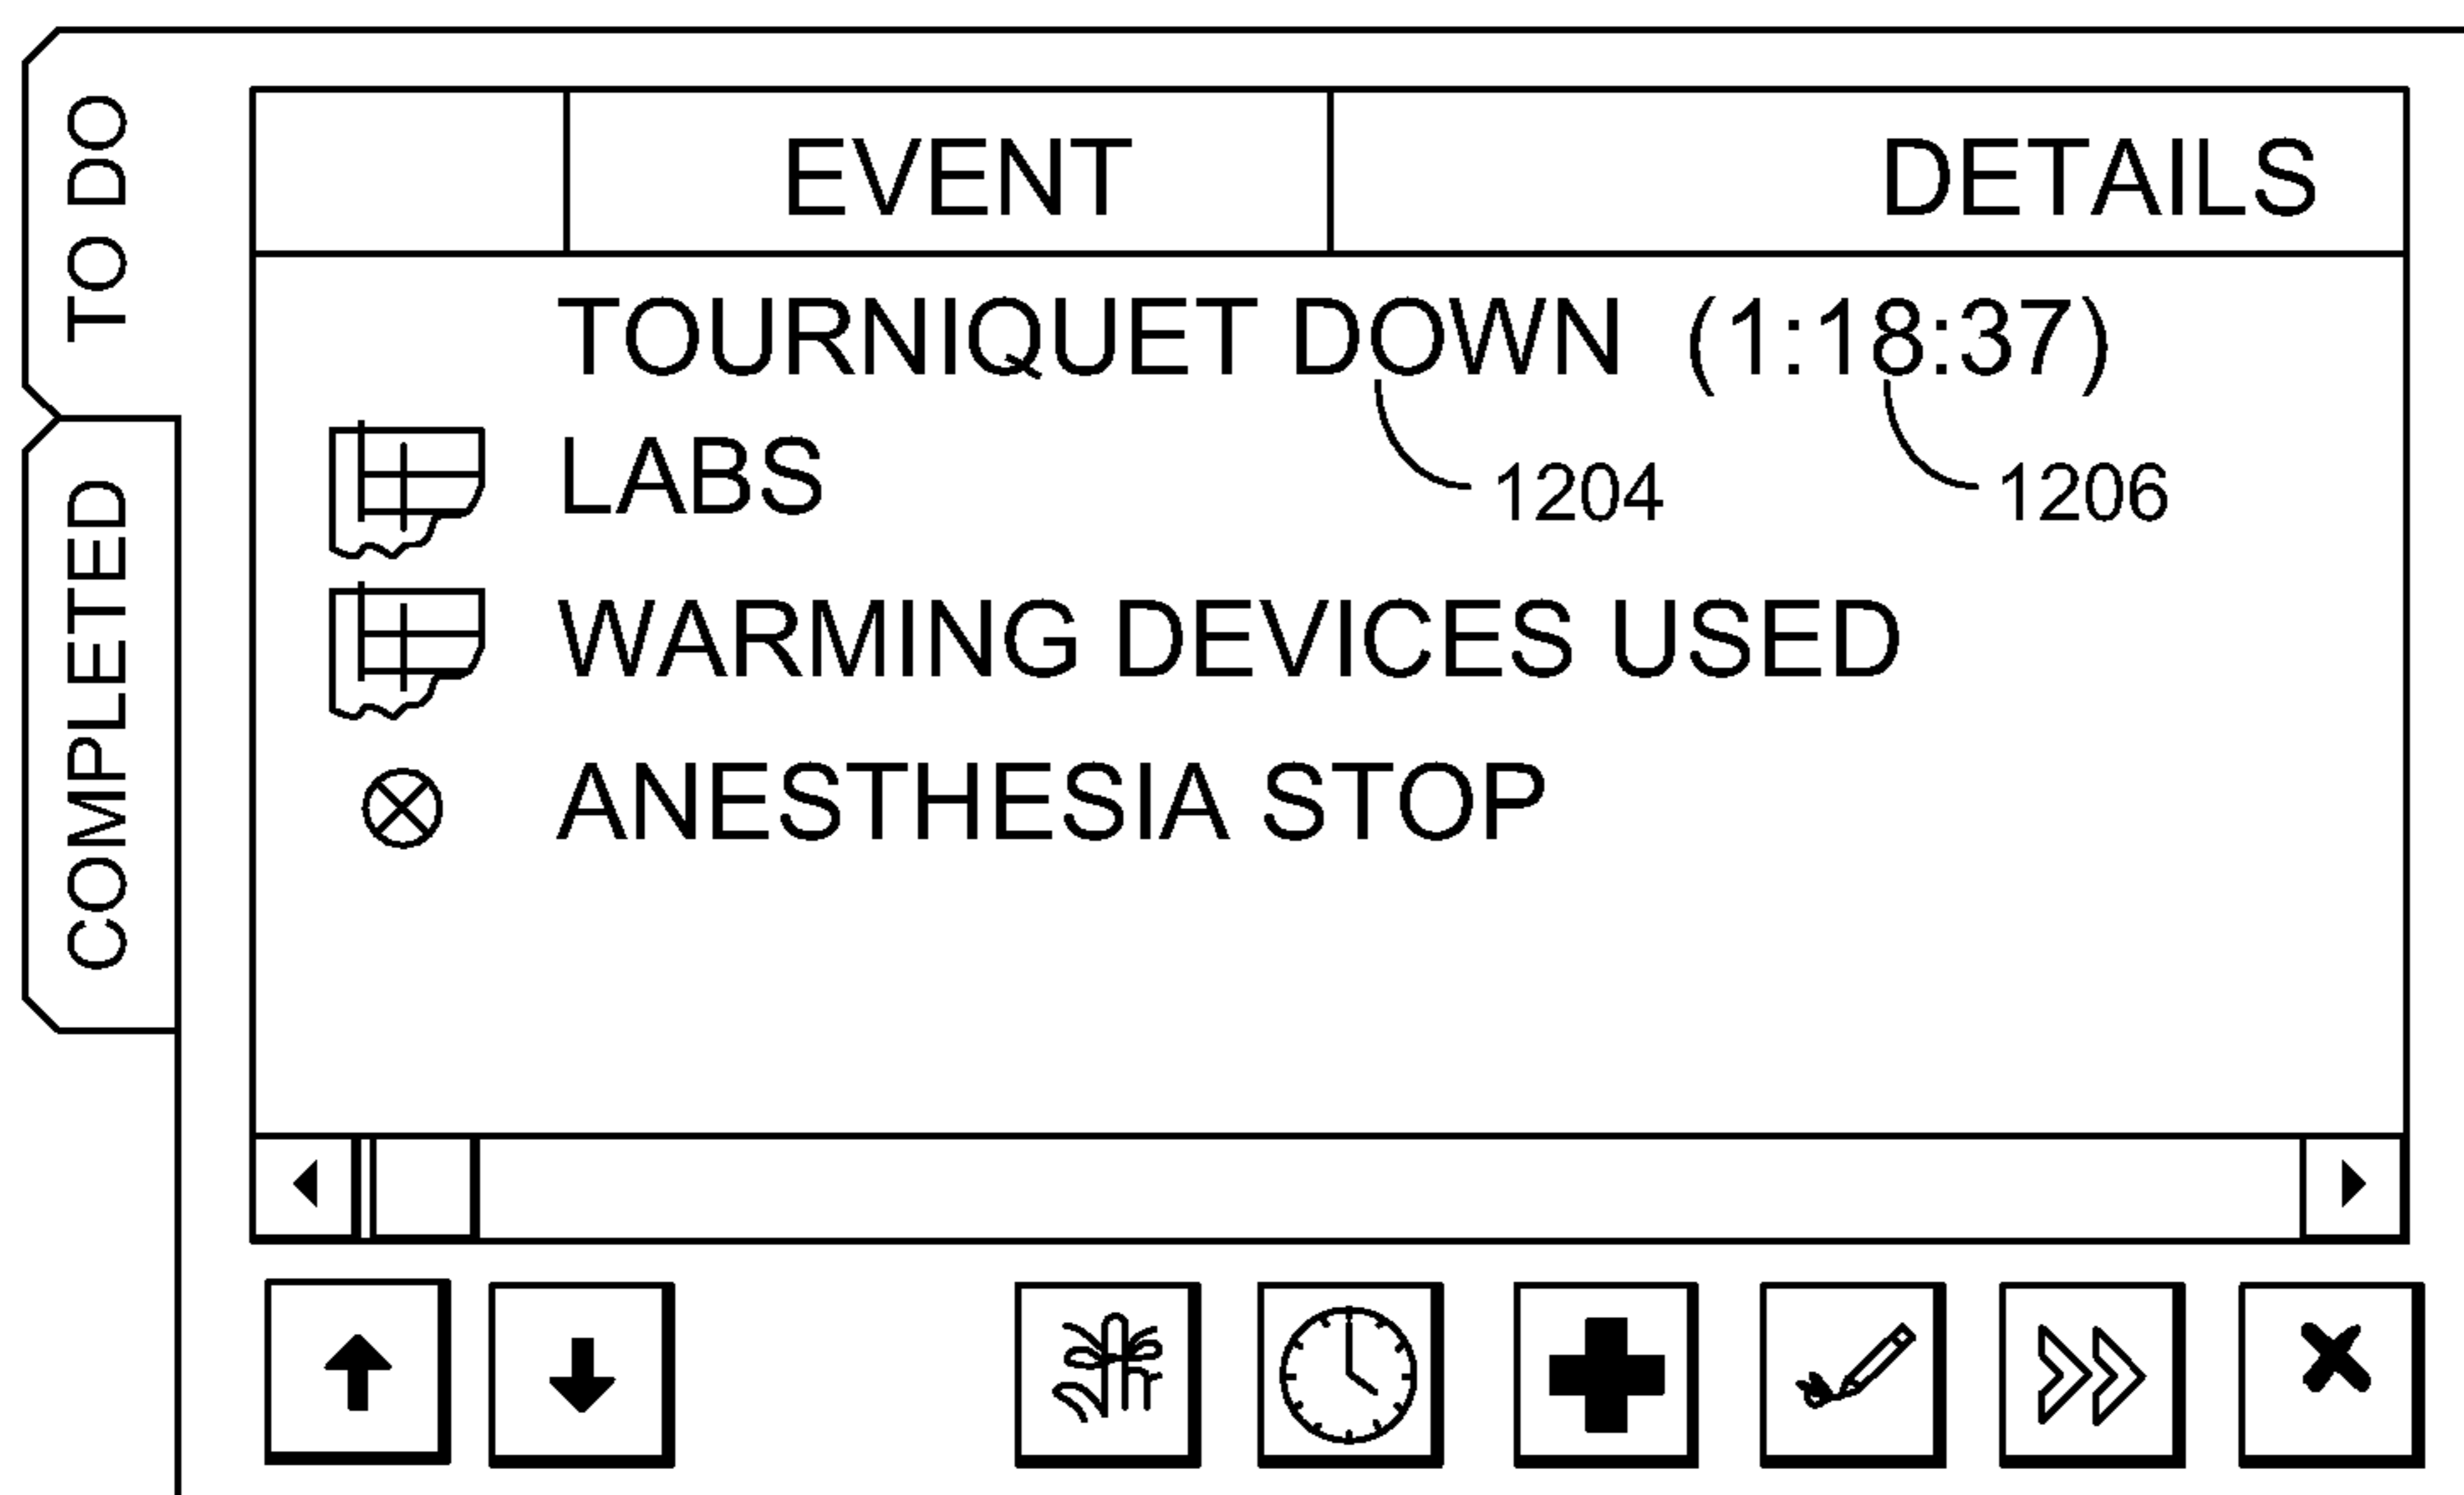 TO DO
COMPLETED
EVENT DETAILS
TOURNIQUET DOWN (1:18:37)
LABS 1204 1206
WARMING DEVICES USED
ANESTHESIA STOP